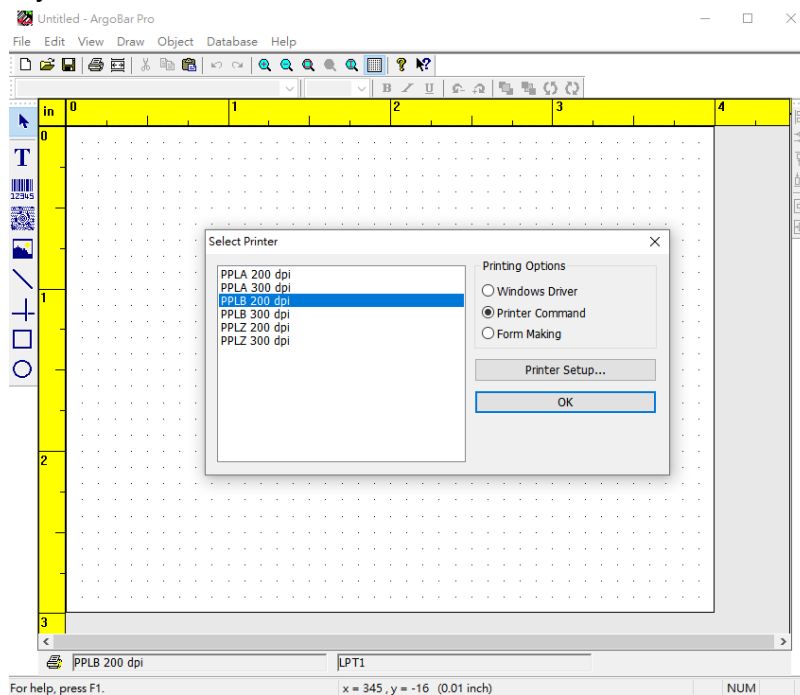 Untitled - ArgoBar Pro
File Edit View Draw Object Database Help
B I U
in 0 1 2 3 4
0
T
12345
Select Printer
PPLA 200 dpi
PPLA 300 dpi
PPLB 200 dpi
PPLB 300 dpi
PPLZ 200 dpi
PPLZ 300 dpi
Printing Options
Windows Driver
Printer Command
Form Making
Printer Setup...
OK
1
2
3
PPLB 200 dpi LPT1
For help, press F1. x = 345 , y = -16 (0.01 inch) NUM